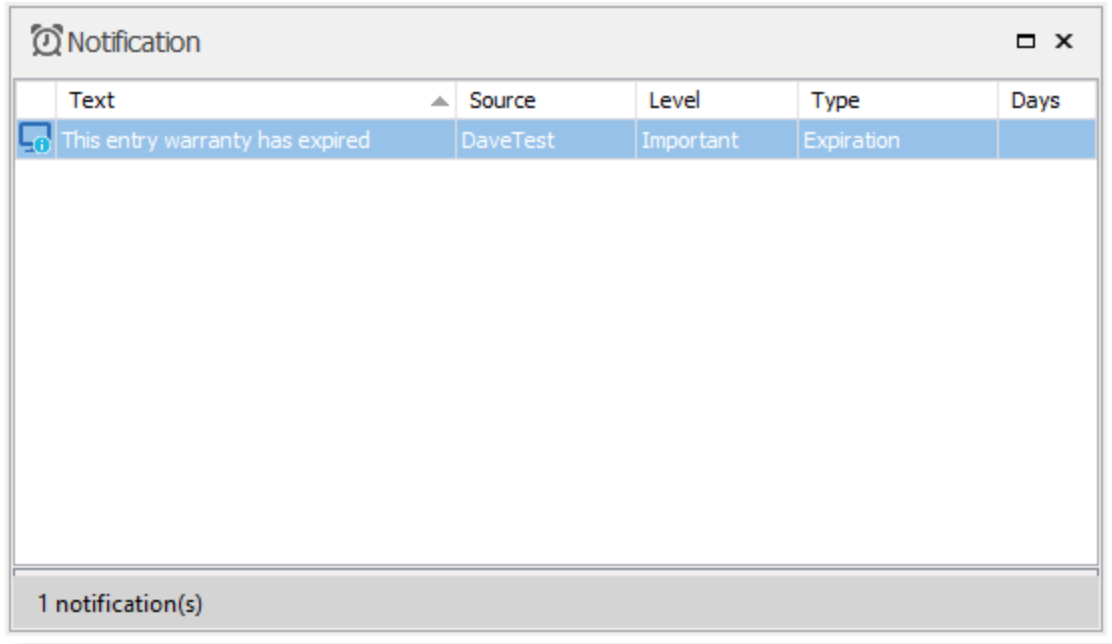 Notification
Text Source Level Type Days
This entry warranty has expired DaveTest Important Expiration
1 notification(s)